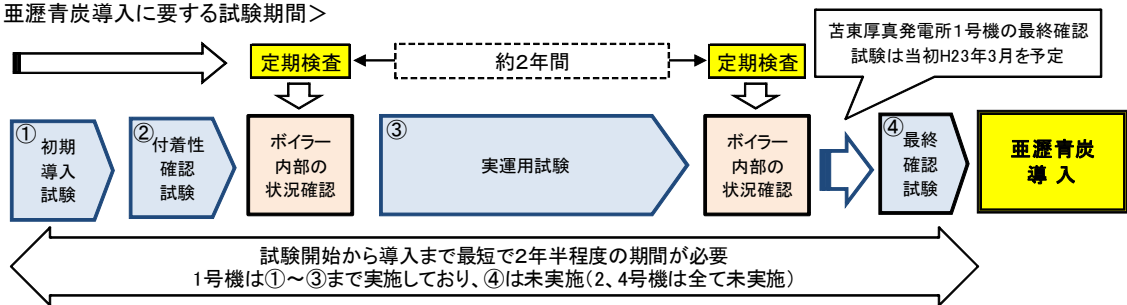 亜瀝青炭導入に要する試験期間＞
苫東厚真発電所1号機の最終確認
試験は当初H23年3月を予定
定期検査
約2年間
定期検査
①
初期
導入
試験
②
付着性
確認
試験
ボイラー
内部の
状況確認
③
実運用試験
ボイラー
内部の
状況確認
④
最終
確認
試験
亜瀝青炭
導 入
試験開始から導入まで最短で2年半程度の期間が必要
1号機は①～③まで実施しており、④は未実施(2、4号機は全て未実施)